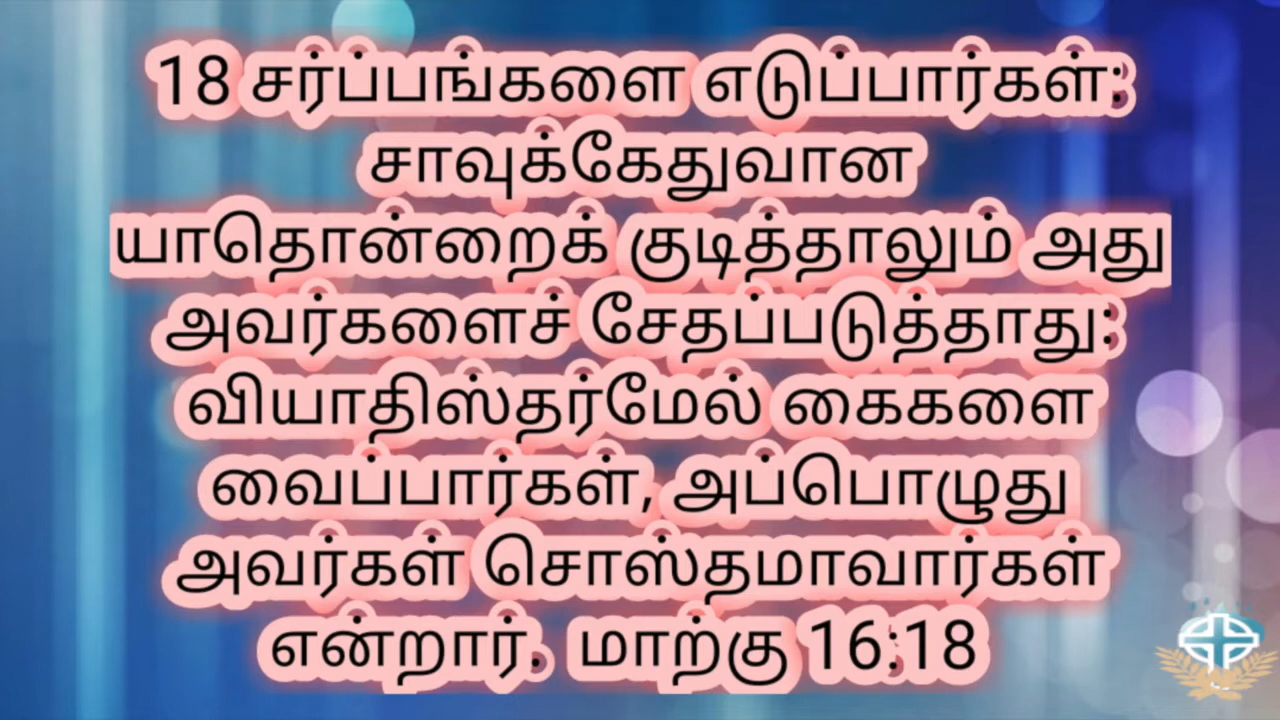 18 சர்ப்பங்களை எடுப்பார்கள்:
சாவுக்கேதுவான
யாதொன்றைக் குடித்தாலும் அது
அவர்களைச் சேதப்படுத்தாது:
வியாதிஸ்தர்மேல் கைகளை
வைப்பார்கள், அப்பொழுது
அவர்கள் சொஸ்தமாவார்கள்
என்றார்.  மாற்கு 16:18